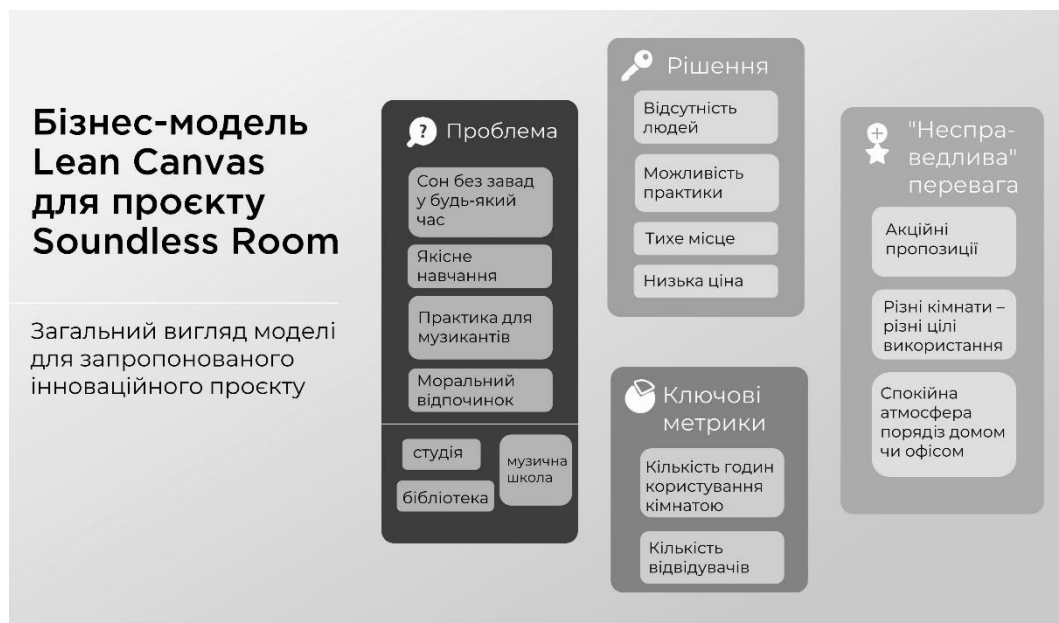 Бізнес-модель
Lean Canvas
для проєкту
Soundless Room
Загальний вигляд моделі
для запропонованого
інноваційного проєкту
?
Проблема
Сон без завад
у будь-який
час
Якісне
навчання
Практика для
музикантів
Моральний
відпочинок
студія
музична
школа
бібліотека
Рішення
Відсутність
людей
Можливість
практики
Тихе місце
Низька ціна
Ключові
метрики
Кількість годин
користування
кімнатою
Кількість
відвідувачів
"Неспра-
ведлива"
перевага
Акційні
пропозиції
Різні кімнати –
різні цілі
використання
Спокійна
атмосфера
порядіз домом
чи офісом